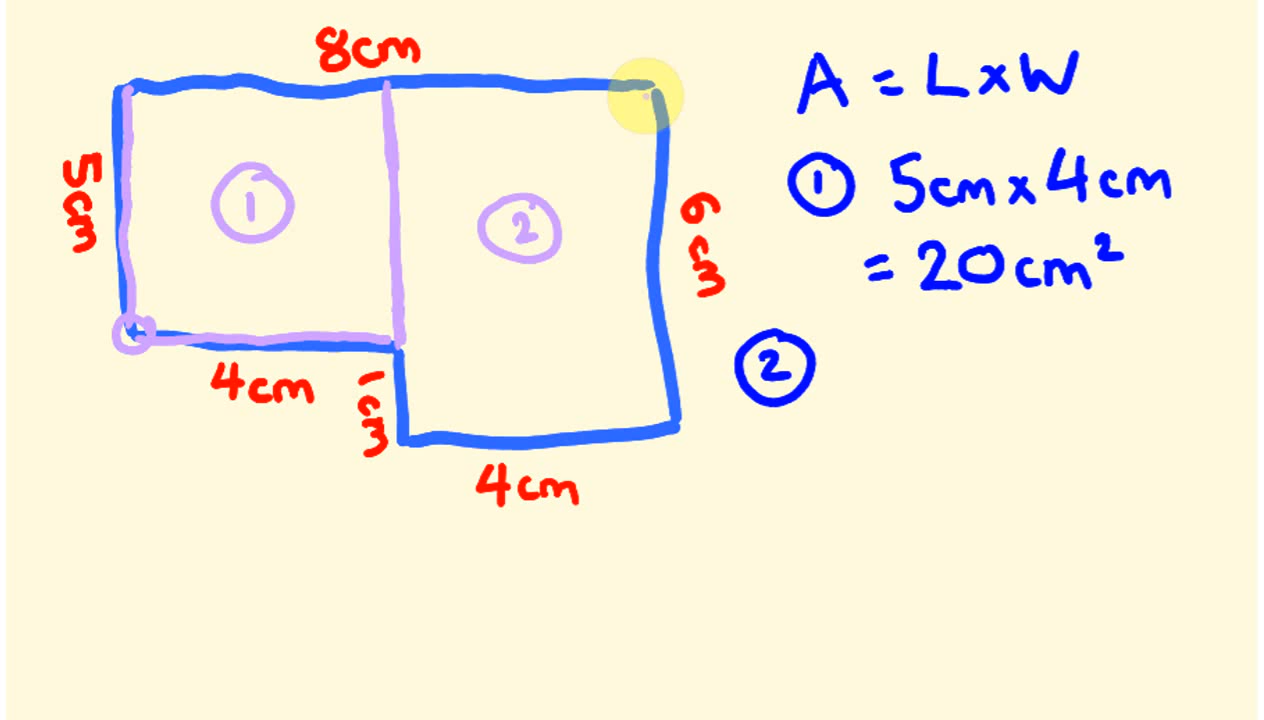 8cm
A = L×W
5cm
①
②
6cm
① 5cm×4cm
= 20cm²
4cm
1cm
②
4cm